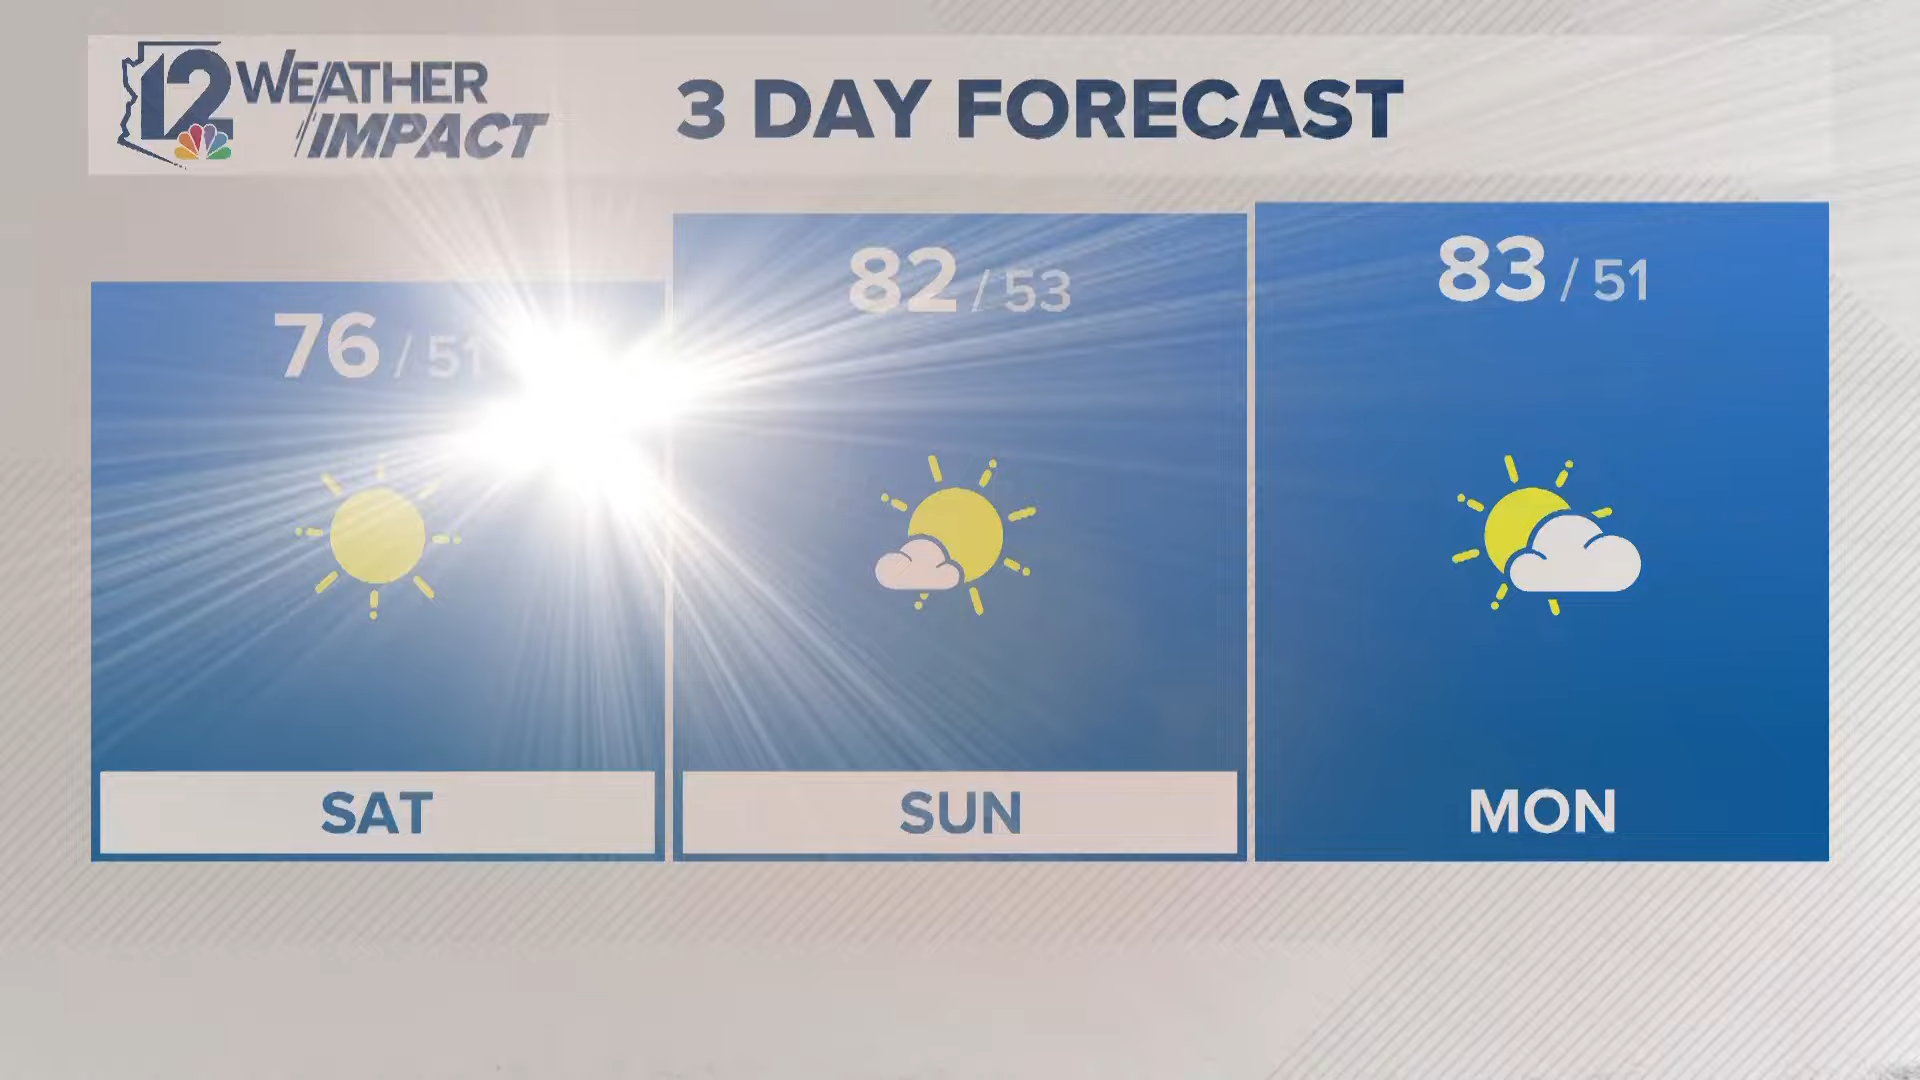 12 WEATHER
IMPACT
3 DAY FORECAST
76 / 51
82 / 53
83 / 51
SAT
SUN
MON